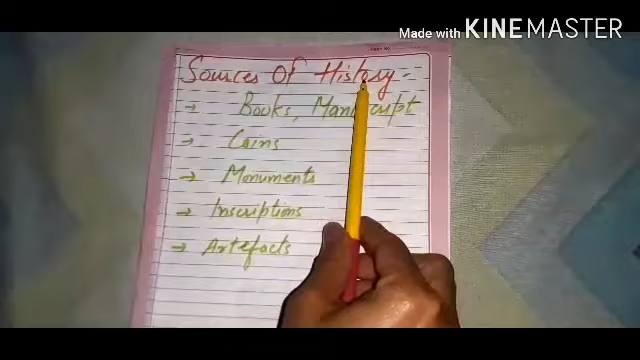 Made with KINEMASTER
Sources Of History -
→ Books, Manuscript
→ Coins
→ Monuments
→ Inscriptions
→ Artefacts